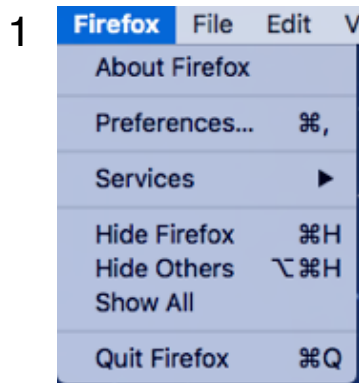 1 Firefox File Edit V
About Firefox
Preferences... ⌘,
Services ▶
Hide Firefox ⌘H
Hide Others ⌥⌘H
Show All
Quit Firefox ⌘Q